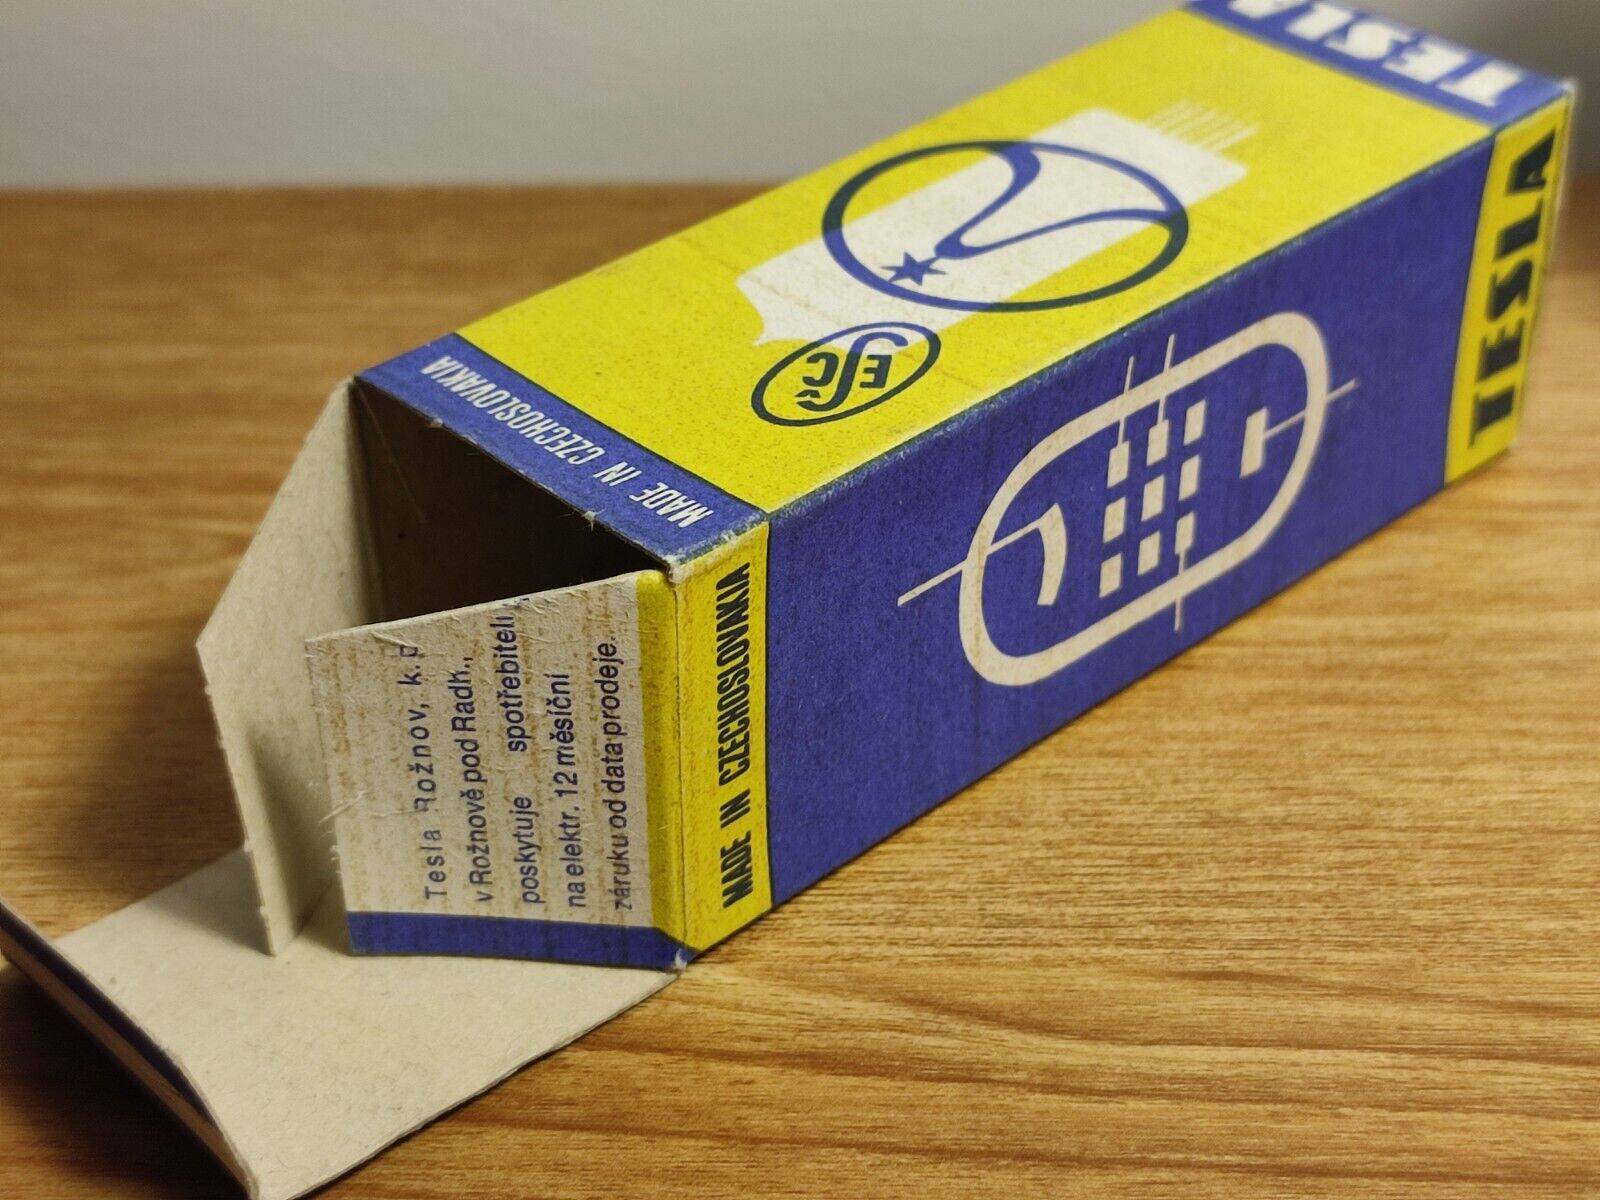 TESLA
TESLA
ESČ
MADE IN CZECHOSLOVAKIA
MADE IN CZECHOSLOVAKIA
Tesla Rožnov, k.p
v Rožnově pod Radh.,
poskytuje spotřebiteli
na elektr. 12 měsíční
záruku od data prodeje.